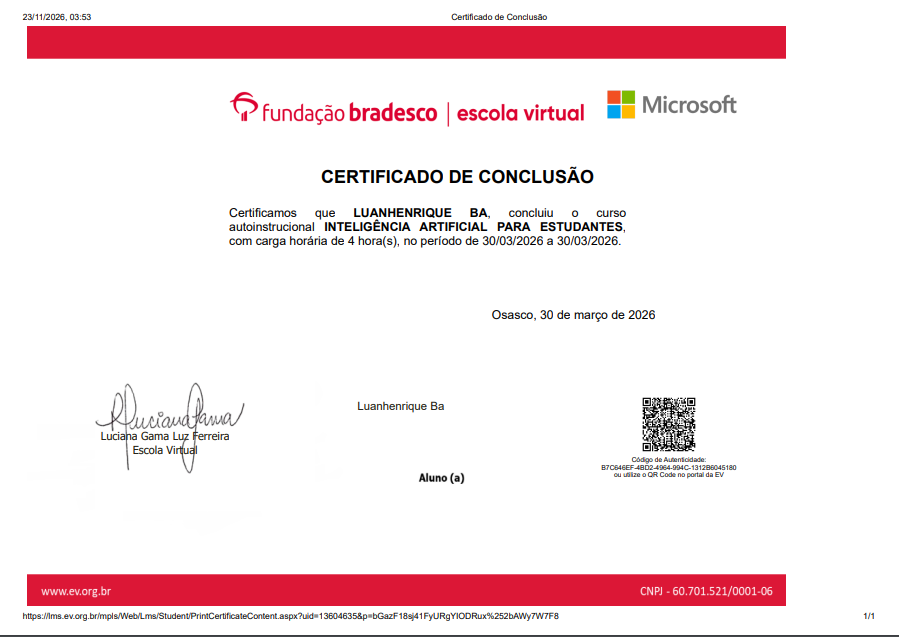 23/11/2026, 03:53 Certificado de Conclusão
fundação bradesco | escola virtual Microsoft
CERTIFICADO DE CONCLUSÃO
Certificamos que LUANHENRIQUE BA, concluiu o curso
autoinstrucional INTELIGÊNCIA ARTIFICIAL PARA ESTUDANTES,
com carga horária de 4 hora(s), no período de 30/03/2026 a 30/03/2026.
Osasco, 30 de março de 2026
Luciana Gama
Luciana Gama Luz Ferreira
Escola Virtual
Luanhenrique Ba
Aluno (a)
Código de Autenticidade:
B7C646EF-4BD2-4964-994C-1312B6045180
ou utilize o QR Code no portal da EV
www.ev.org.br CNPJ - 60.701.521/0001-06
https://lms.ev.org.br/mpls/Web/Lms/Student/PrintCertificateContent.aspx?uid=13604635&p=bGazF18sj41FyURgYIODRux%252bAWy7W7F8 1/1